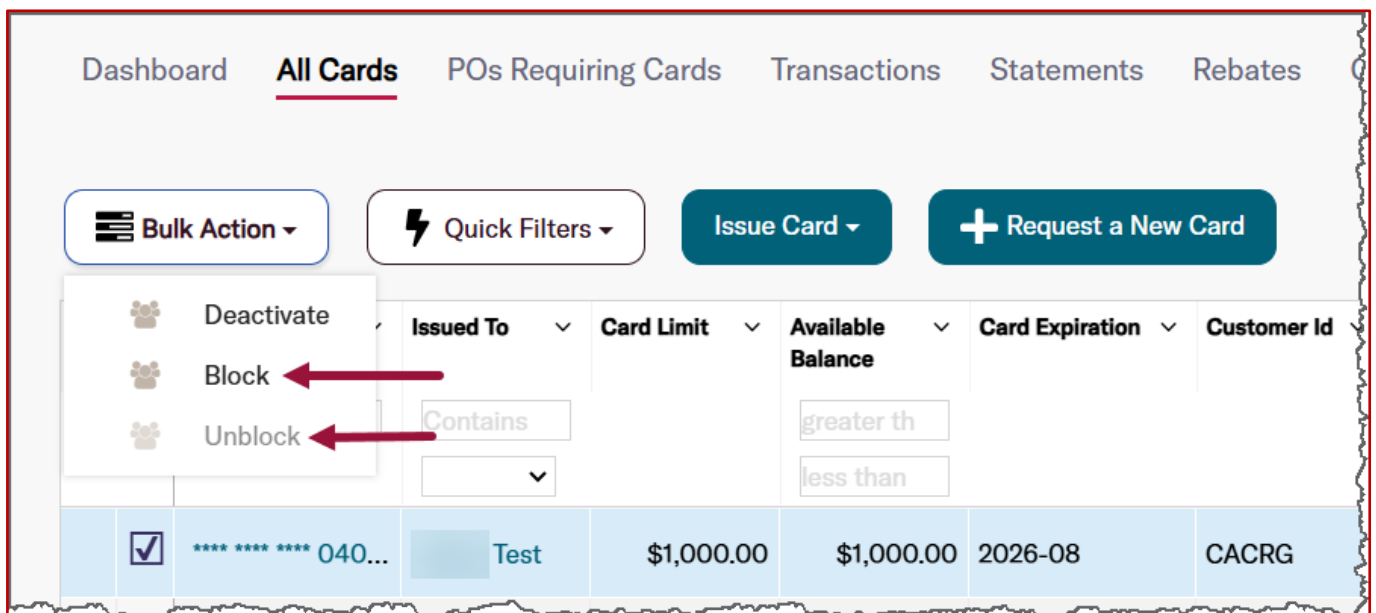 Dashboard All Cards POs Requiring Cards Transactions Statements Rebates
Bulk Action Quick Filters Issue Card Request a New Card
Deactivate
Block
Unblock
Issued To Card Limit Available Balance Card Expiration Customer Id
Contains greater th
less than
**** **** **** 040... Test $1,000.00 $1,000.00 2026-08 CACRG